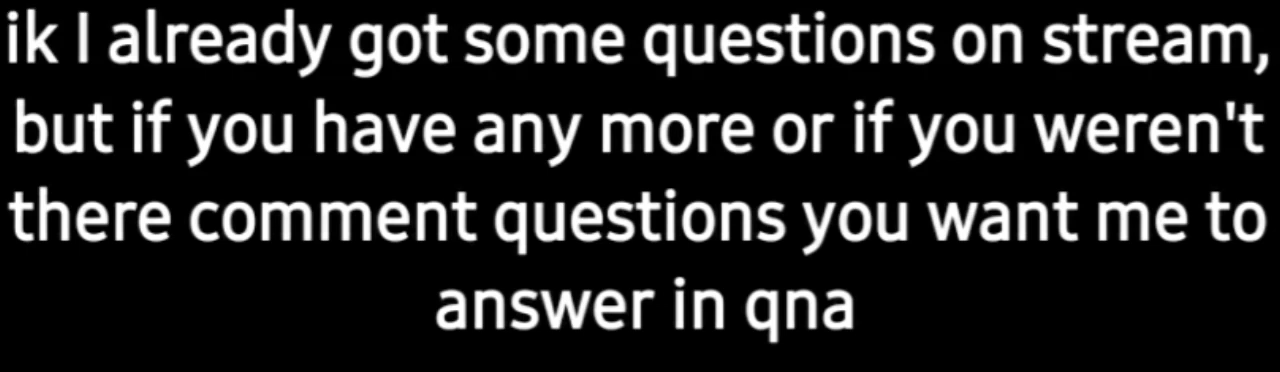 ik I already got some questions on stream,
but if you have any more or if you weren't
there comment questions you want me to
answer in qna